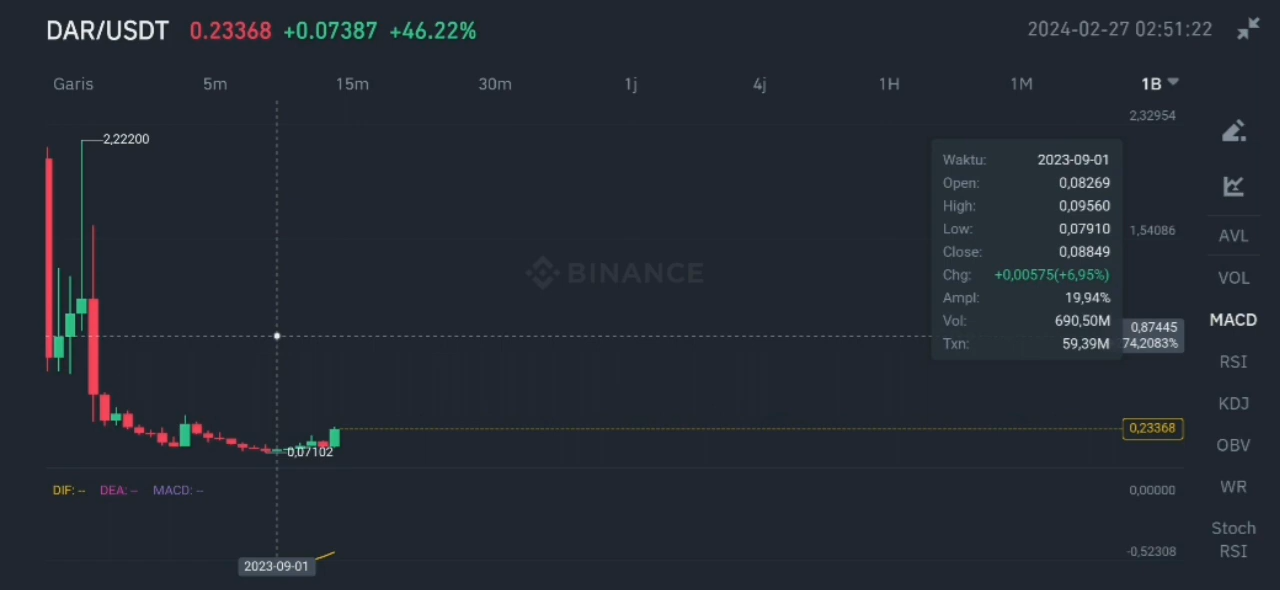 DAR/USDT 0.23368 +0.07387 +46.22% 2024-02-27 02:51:22
Garis 5m 15m 30m 1j 4j 1H 1M 1B
2,32954
2,22200
Waktu: 2023-09-01
Open: 0,08269
High: 0,09560
Low: 0,07910
Close: 0,08849
Chg: +0,00575(+6,95%)
Ampl: 19,94%
Vol: 690,50M
Txn: 59,39M
1,54086
0,87445
74,2083%
BINANCE
0,23368
0,07102
DIF: -- DEA: -- MACD: --
0,00000
-0,52308
2023-09-01
AVL
VOL
MACD
RSI
KDJ
OBV
WR
Stoch
RSI